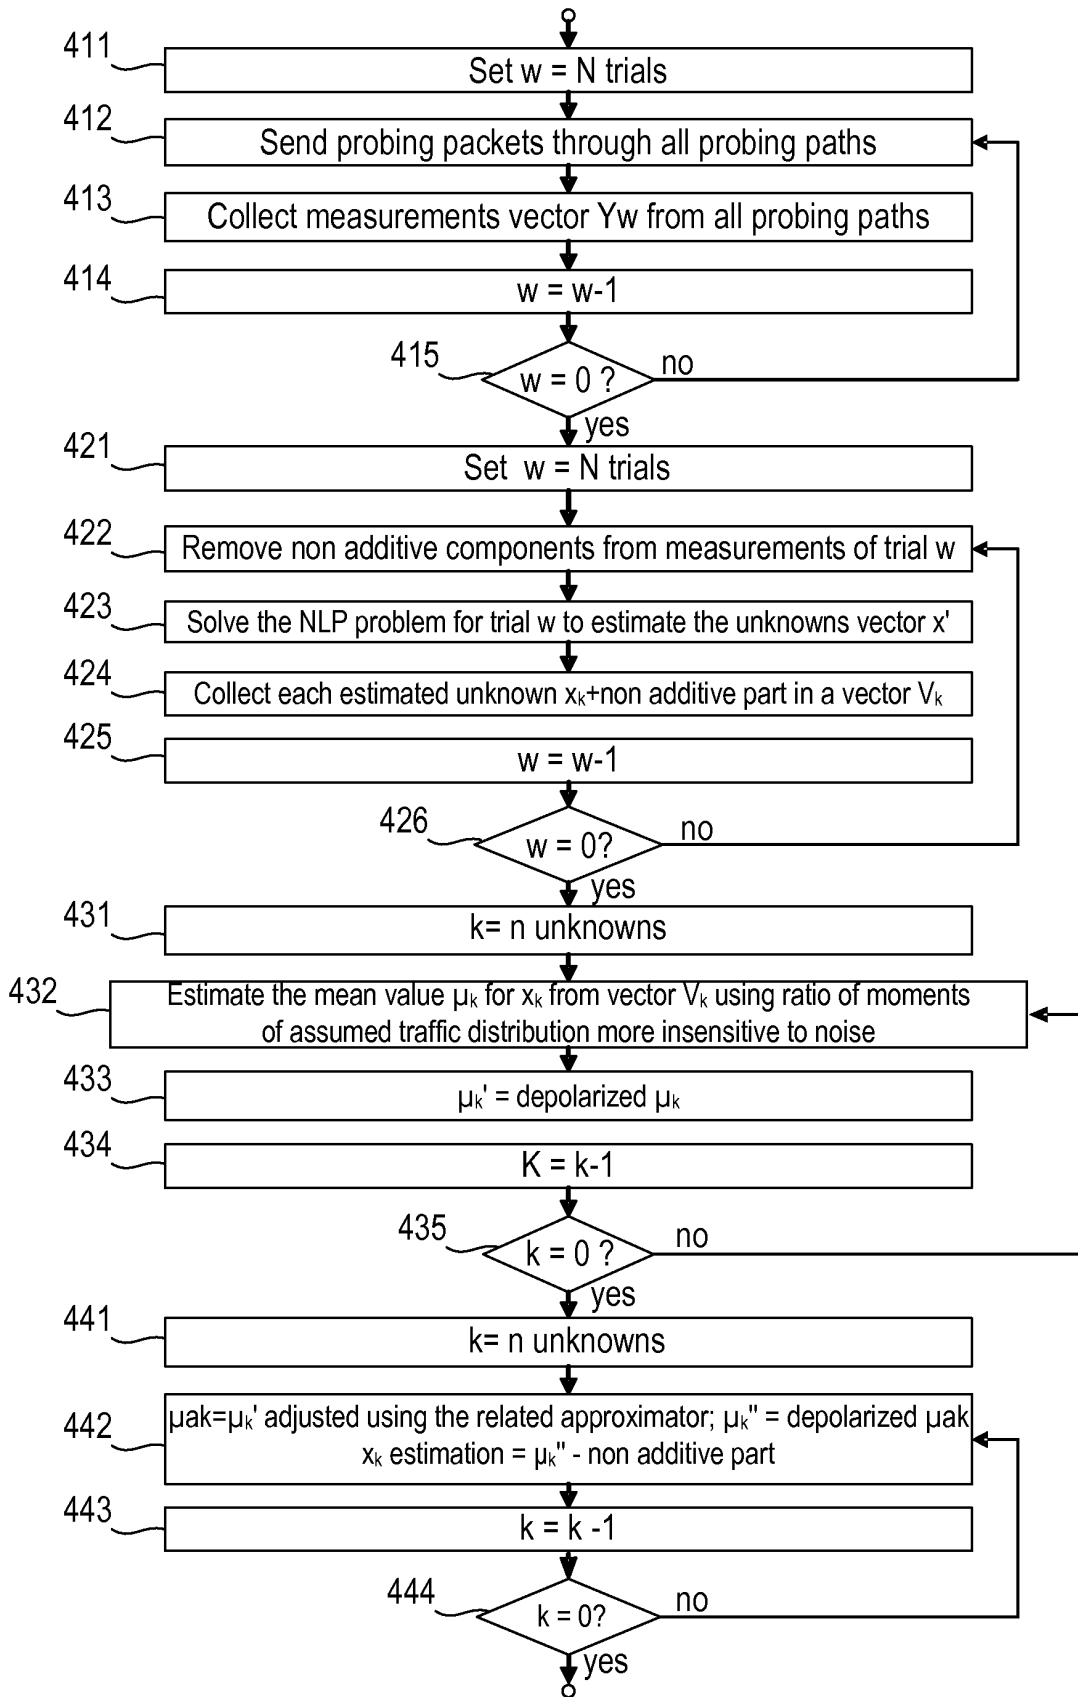 411
Set w = N trials
412
Send probing packets through all probing paths
413
Collect measurements vector Yw from all probing paths
414
w = w-1
415
w = 0 ?
no
yes
421
Set w = N trials
422
Remove non additive components from measurements of trial w
423
Solve the NLP problem for trial w to estimate the unknowns vector x'
424
Collect each estimated unknown xₖ+non additive part in a vector Vₖ
425
w = w-1
426
w = 0?
no
yes
431
k= n unknowns
432
Estimate the mean value μₖ for xₖ from vector Vₖ using ratio of moments
of assumed traffic distribution more insensitive to noise
433
μₖ' = depolarized μₖ
434
K = k-1
435
k = 0 ?
no
yes
441
k= n unknowns
442
μak=μₖ' adjusted using the related approximator; μₖ'' = depolarized μak
xₖ estimation = μₖ'' - non additive part
443
k = k -1
444
k = 0?
no
yes